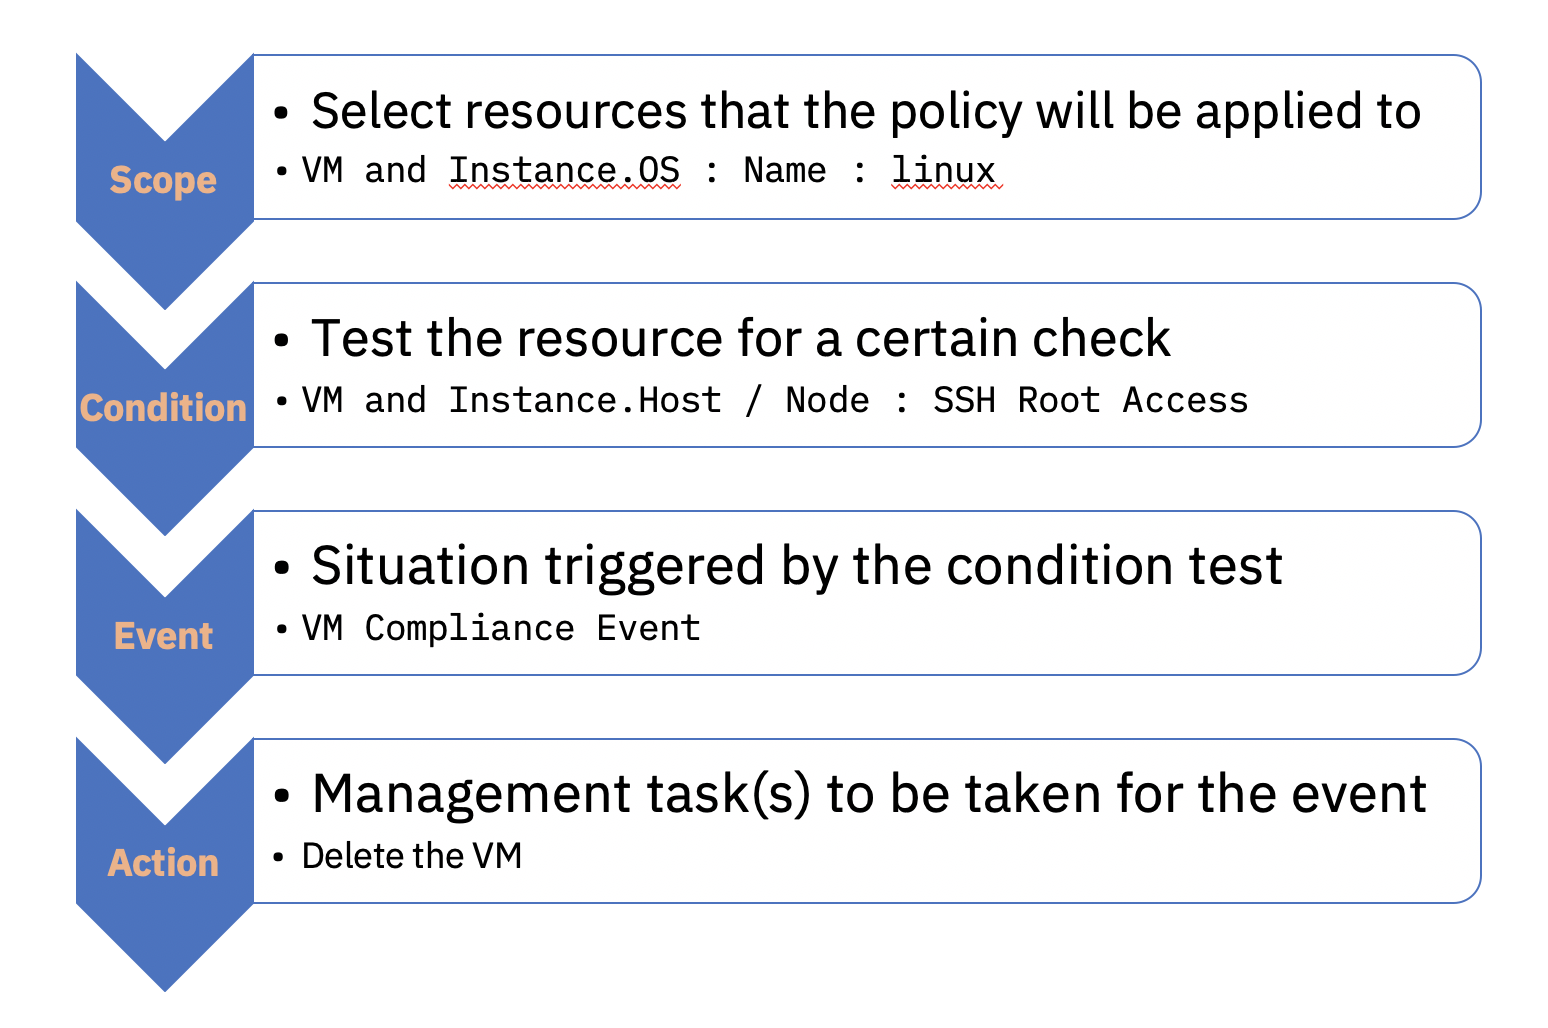 Scope
• Select resources that the policy will be applied to
• VM and Instance.OS : Name : linux
Condition
• Test the resource for a certain check
• VM and Instance.Host / Node : SSH Root Access
Event
• Situation triggered by the condition test
• VM Compliance Event
Action
• Management task(s) to be taken for the event
• Delete the VM